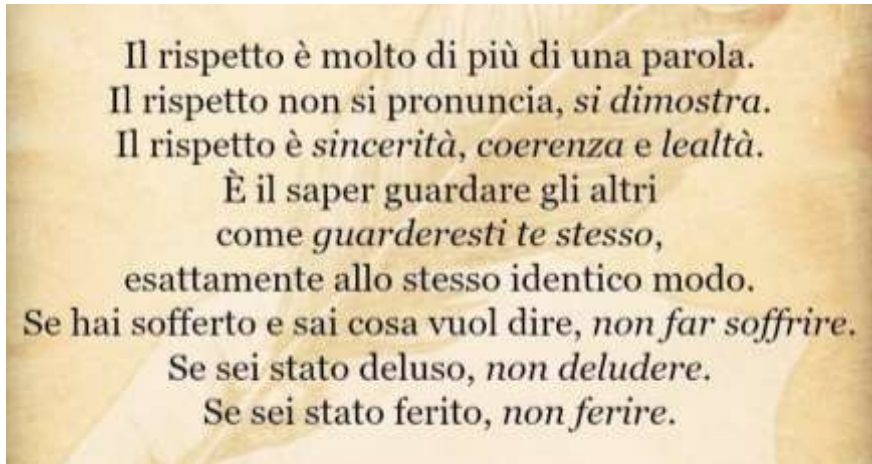 Il rispetto è molto di più di una parola.
Il rispetto non si pronuncia, si dimostra.
Il rispetto è sincerità, coerenza e lealtà.
È il saper guardare gli altri
come guarderesti te stesso,
esattamente allo stesso identico modo.
Se hai sofferto e sai cosa vuol dire, non far soffrire.
Se sei stato deluso, non deludere.
Se sei stato ferito, non ferire.